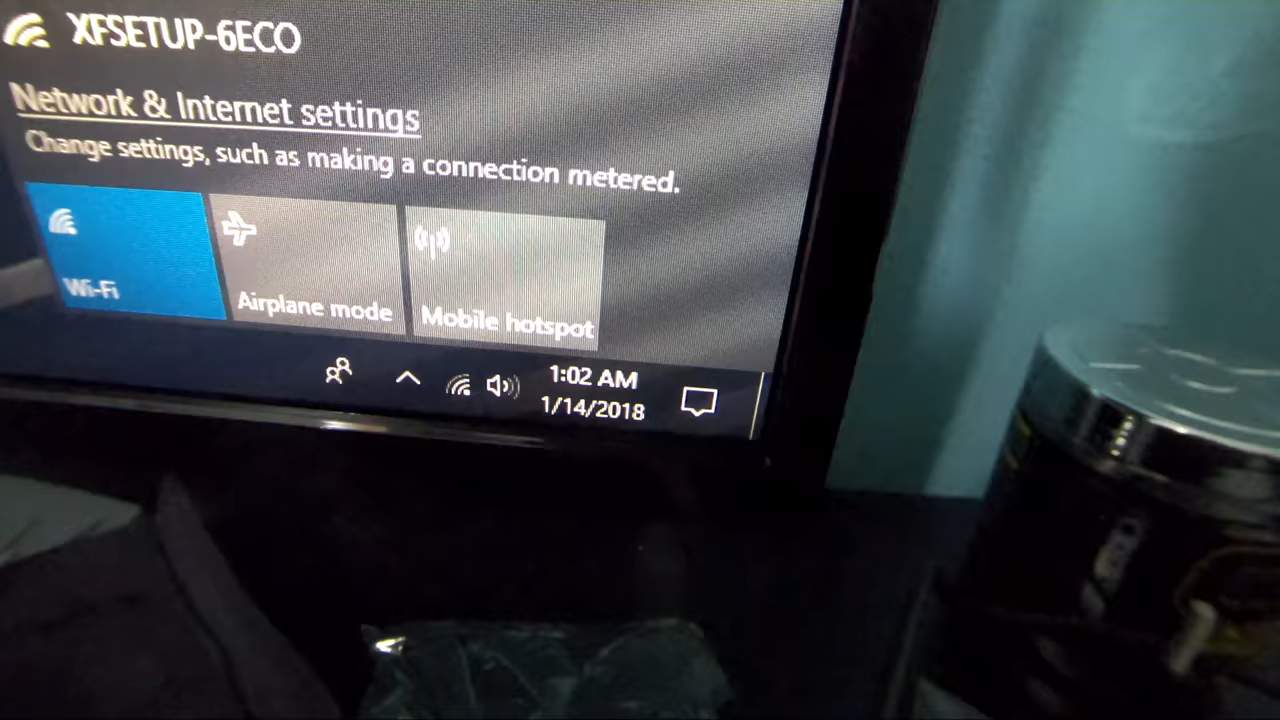 XFSETUP-6ECO
Network & Internet settings
Change settings, such as making a connection metered.
Wi-Fi
Airplane mode
Mobile hotspot
1:02 AM
1/14/2018